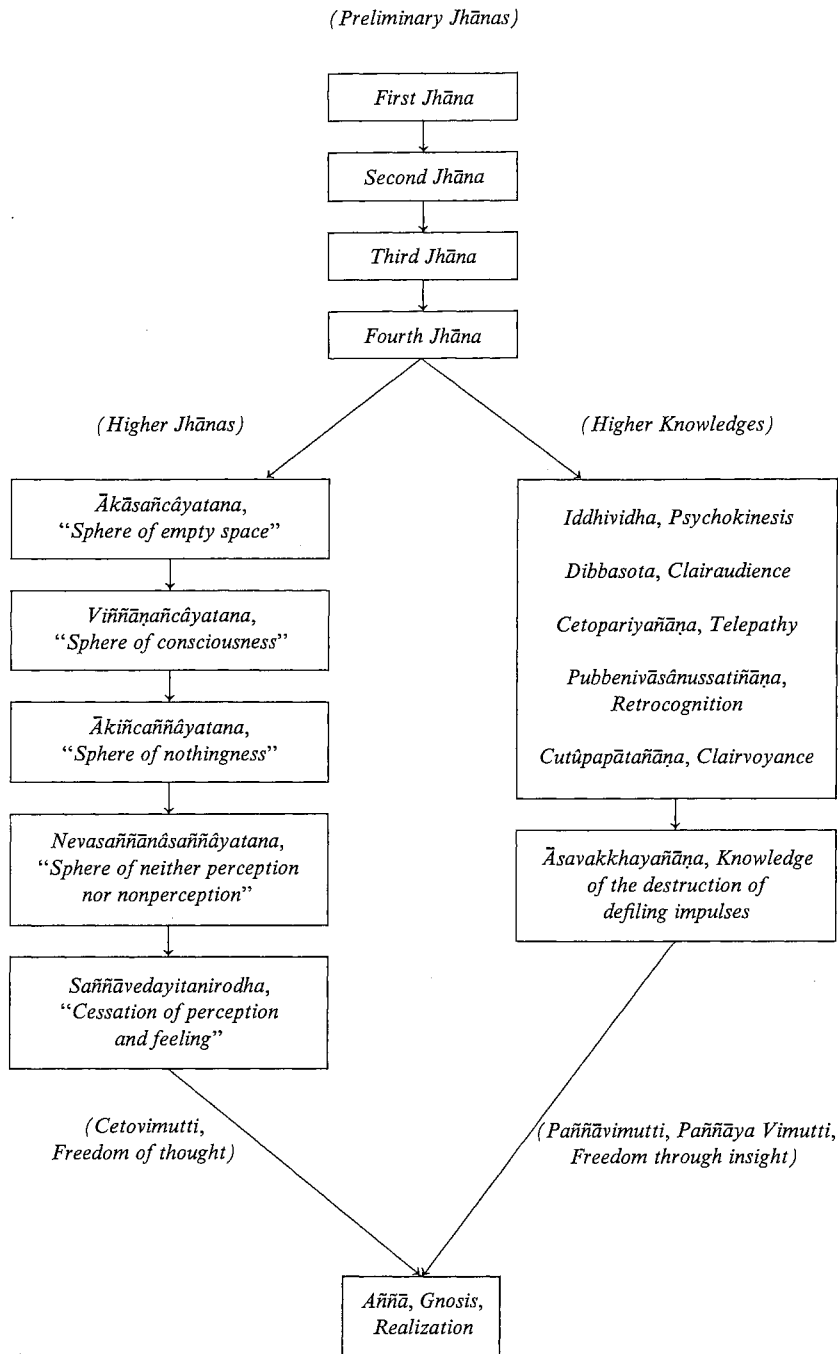 (Preliminary Jhānas)
First Jhāna
Second Jhāna
Third Jhāna
Fourth Jhāna
(Higher Jhānas)
Ākāsañcâyatana,
“Sphere of empty space”
Viññāṇañcâyatana,
“Sphere of consciousness”
Ākiñcaññâyatana,
“Sphere of nothingness”
Nevasaññānâsaññâyatana,
“Sphere of neither perception
nor nonperception”
Saññāvedayitanirodha,
“Cessation of perception
and feeling”
(Cetovimutti,
Freedom of thought)
(Higher Knowledges)
Iddhividha, Psychokinesis
Dibbasota, Clairaudience
Cetopariyañāṇa, Telepathy
Pubbenivāsânussatiñāṇa,
Retrocognition
Cutûpapātañāṇa, Clairvoyance
Āsavakkhayañāṇa, Knowledge
of the destruction of
defiling impulses
(Paññāvimutti, Paññāya Vimutti,
Freedom through insight)
Aññā, Gnosis,
Realization